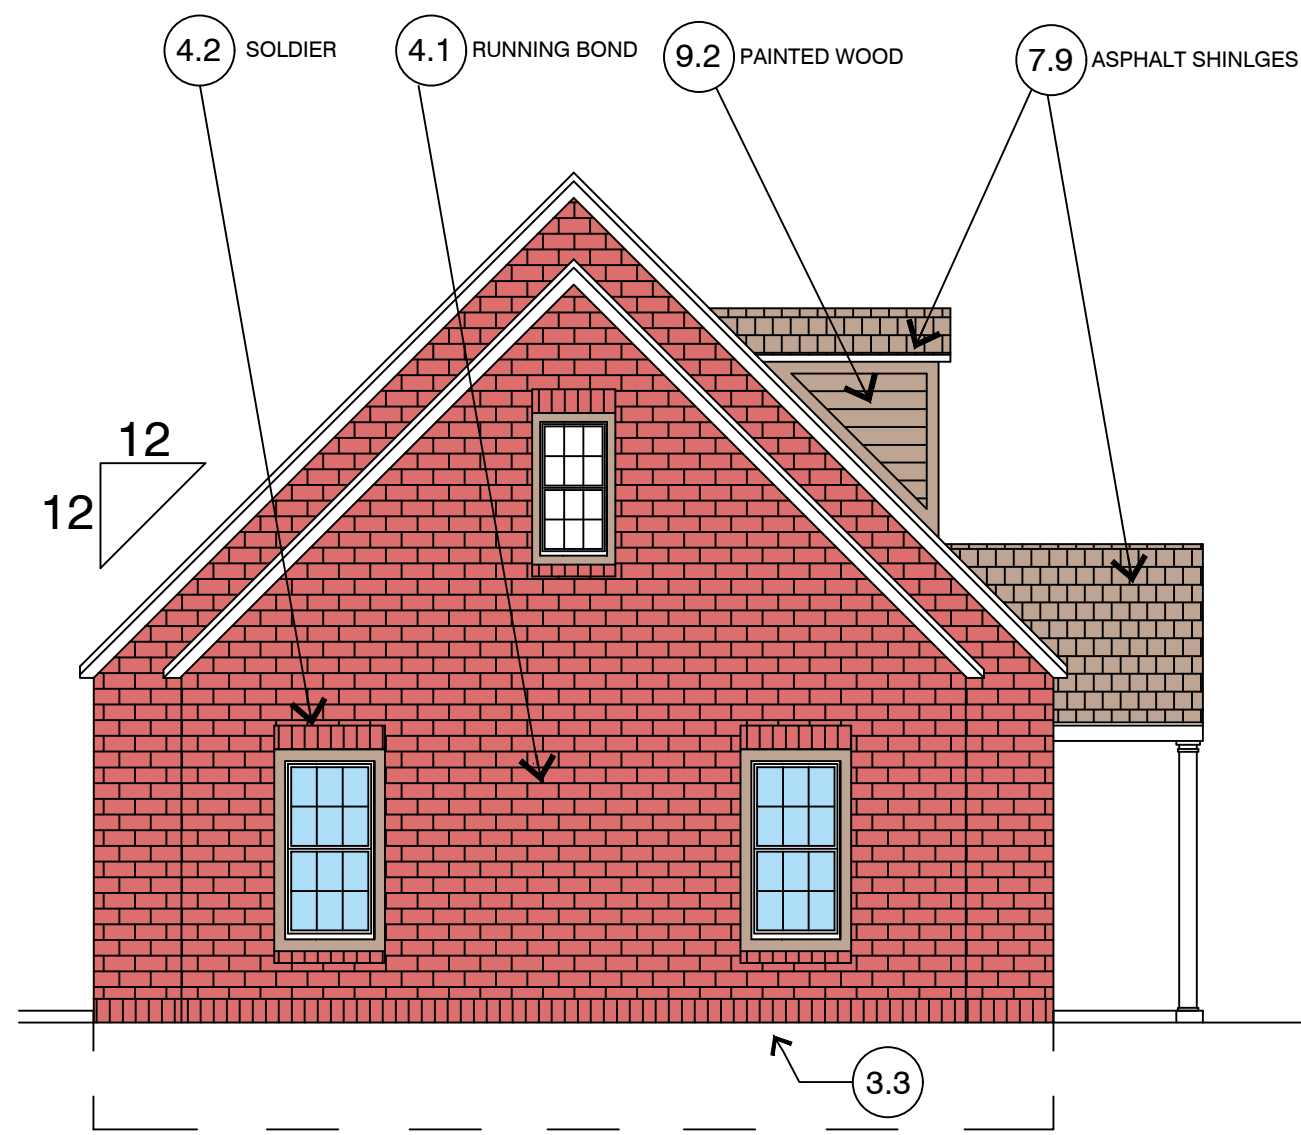 4.2 SOLDIER
4.1 RUNNING BOND
9.2 PAINTED WOOD
7.9 ASPHALT SHINLGES
12
12
3.3